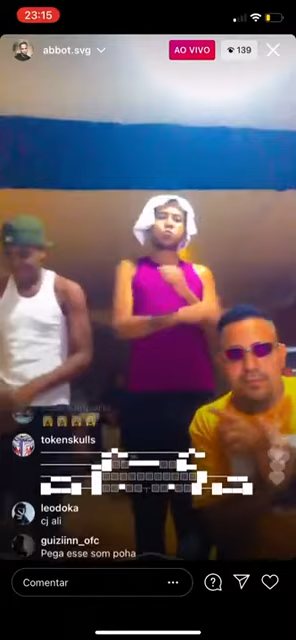 23:15
abbot.svg
AO VIVO
139
tokenskulls
leodoka
cj ali
guiziinn_ofc
Pega esse som poha
Comentar